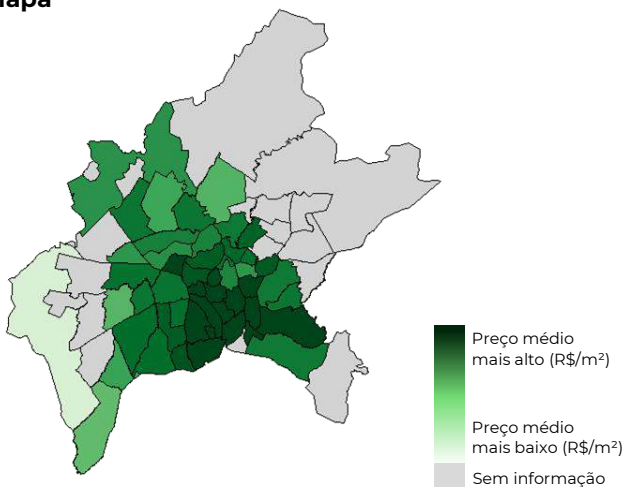 Preço médio
mais alto (R$/m²)
Preço médio
mais baixo (R$/m²)
Sem informação